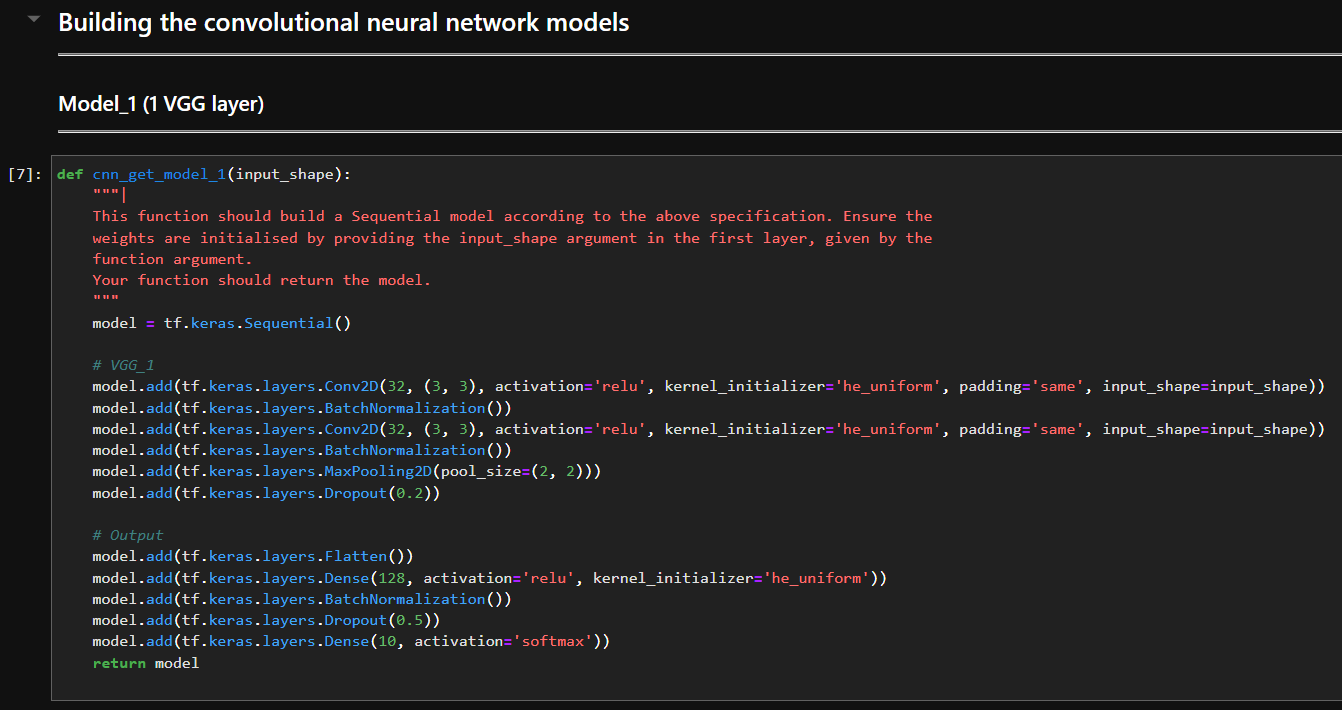 Building the convolutional neural network models
Model_1 (1 VGG layer)
[7]: def cnn_get_model_1(input_shape):
    """
    This function should build a Sequential model according to the above specification. Ensure the
    weights are initialised by providing the input_shape argument in the first layer, given by the
    function argument.
    Your function should return the model.
    """
    model = tf.keras.Sequential()
    # VGG_1
    model.add(tf.keras.layers.Conv2D(32, (3, 3), activation='relu', kernel_initializer='he_uniform', padding='same', input_shape=input_shape))
    model.add(tf.keras.layers.BatchNormalization())
    model.add(tf.keras.layers.Conv2D(32, (3, 3), activation='relu', kernel_initializer='he_uniform', padding='same', input_shape=input_shape))
    model.add(tf.keras.layers.BatchNormalization())
    model.add(tf.keras.layers.MaxPooling2D(pool_size=(2, 2)))
    model.add(tf.keras.layers.Dropout(0.2))
    # Output
    model.add(tf.keras.layers.Flatten())
    model.add(tf.keras.layers.Dense(128, activation='relu', kernel_initializer='he_uniform'))
    model.add(tf.keras.layers.BatchNormalization())
    model.add(tf.keras.layers.Dropout(0.5))
    model.add(tf.keras.layers.Dense(10, activation='softmax'))
    return model